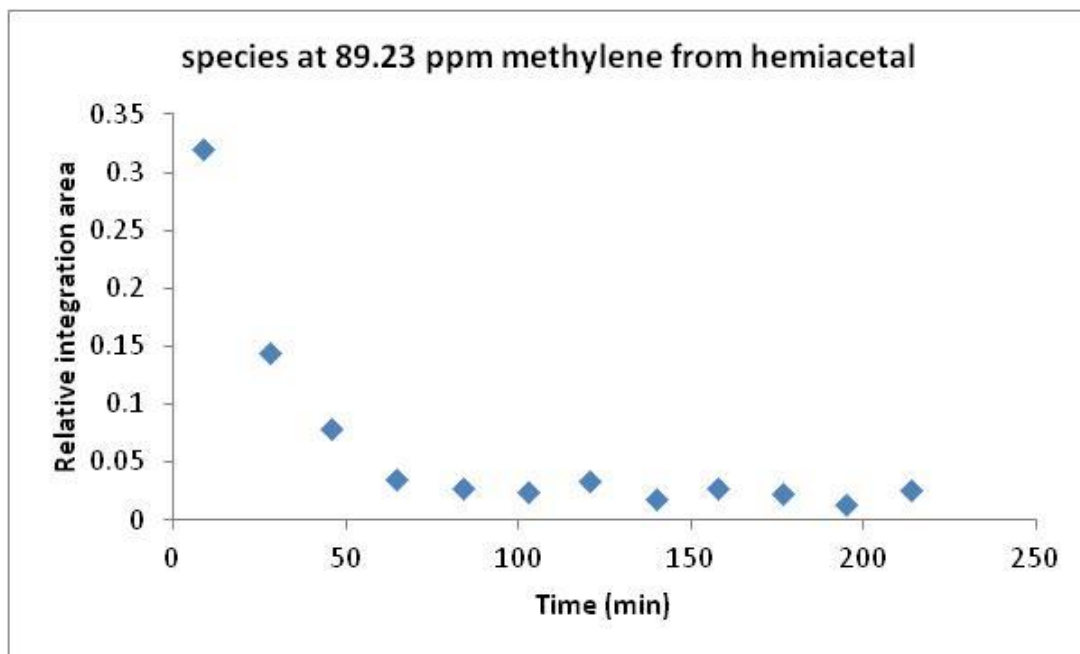 species at 89.23 ppm methylene from hemiacetal
Relative integration area
0.35
0.3
0.25
0.2
0.15
0.1
0.05
0
0 50 100 150 200 250
Time (min)